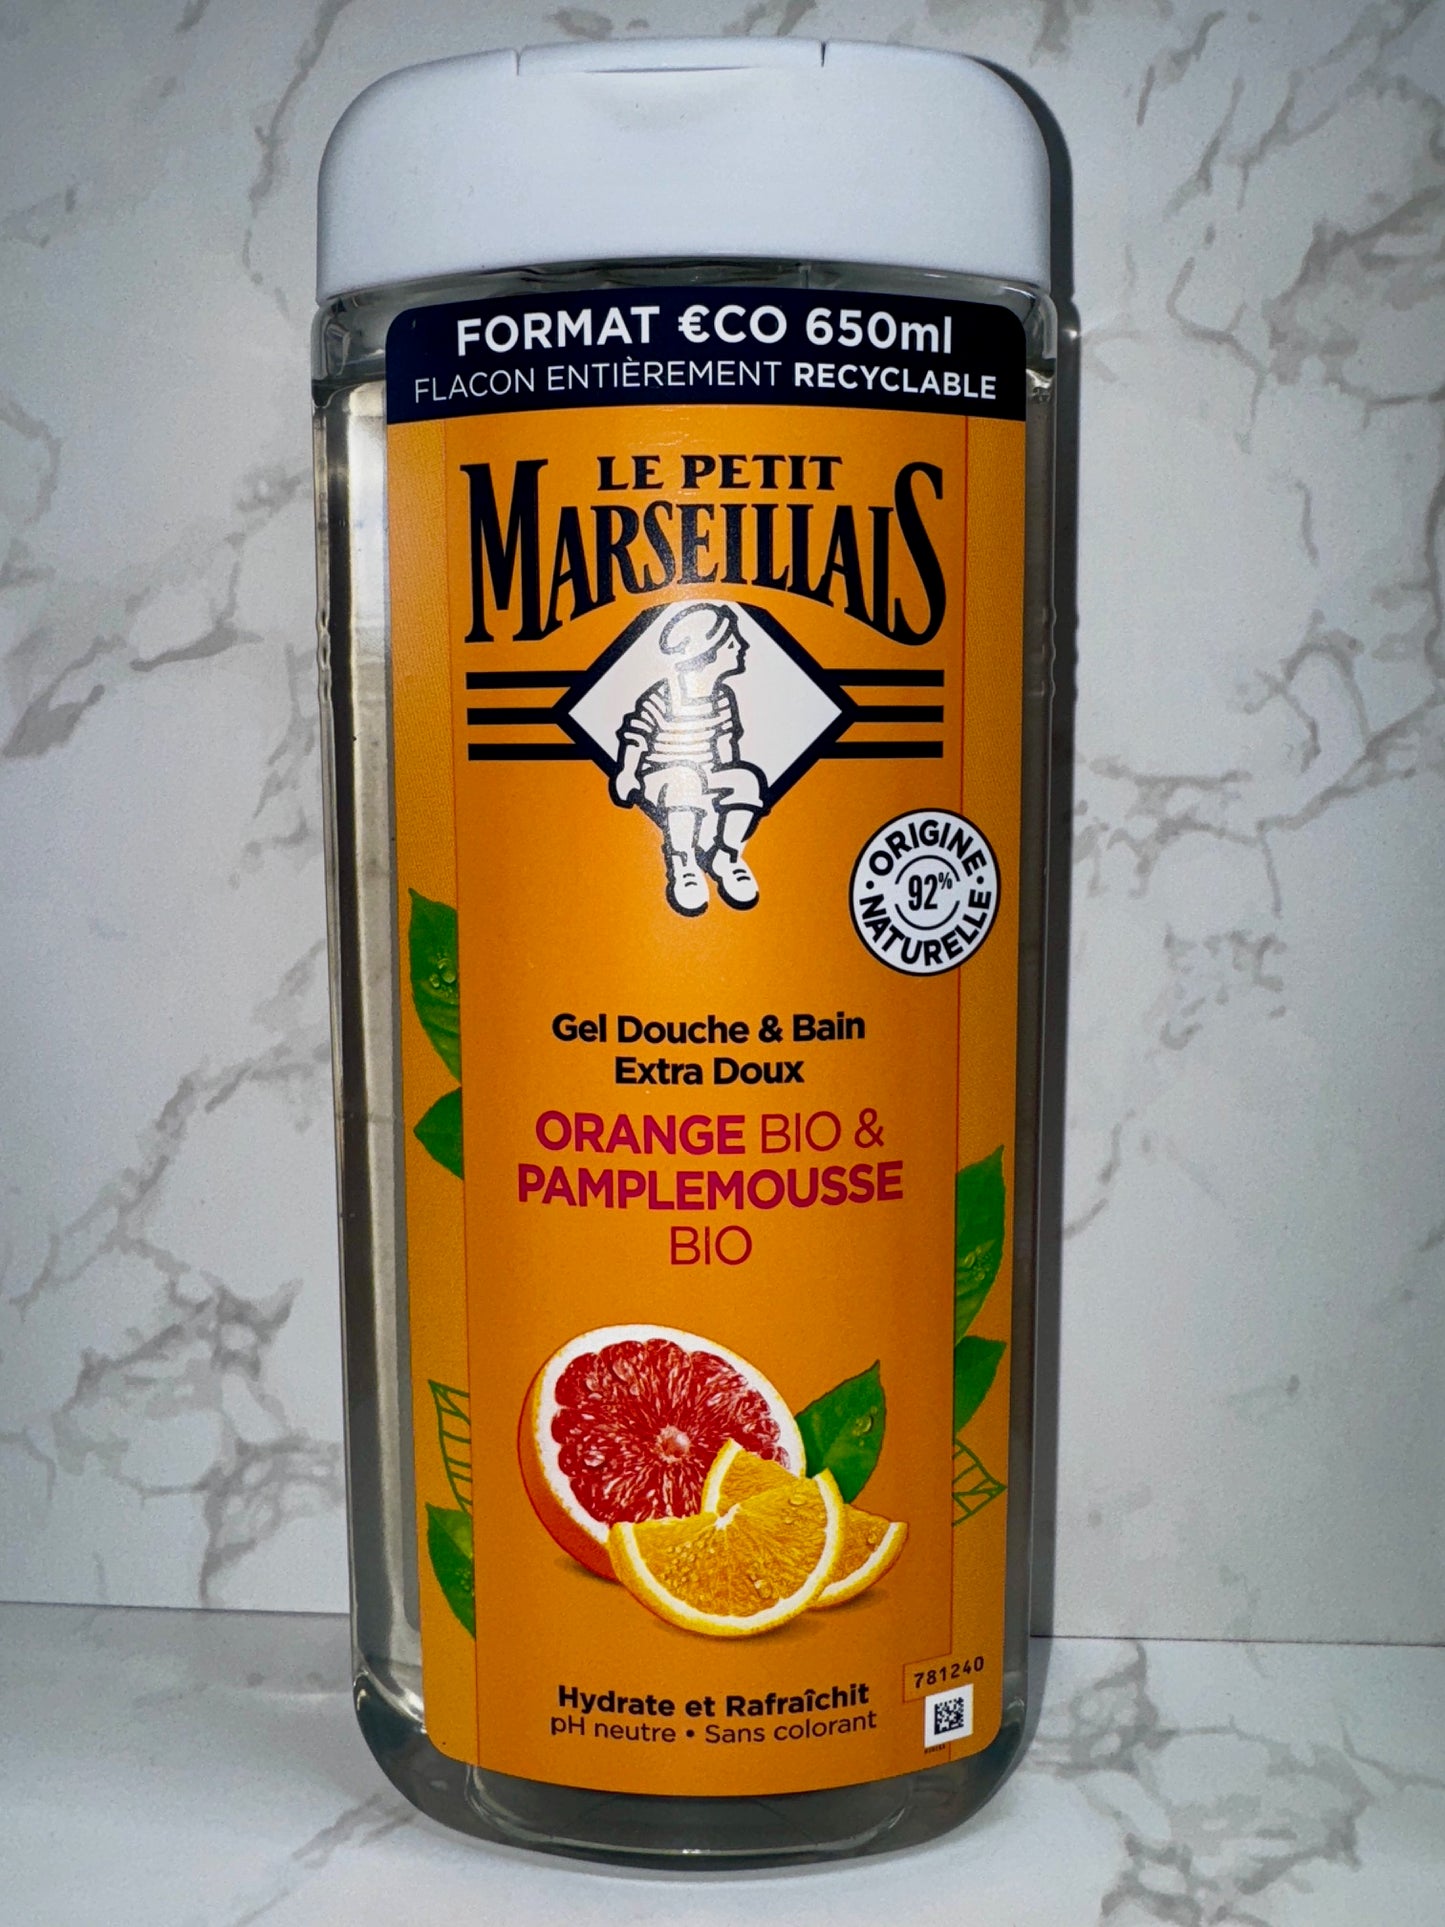 FORMAT €CO 650ml
FLACON ENTIÈREMENT RECYCLABLE
LE PETIT
MARSEILLAIS
ORIGINE
92%
NATURELLE
Gel Douche & Bain
Extra Doux
ORANGE BIO &
PAMPLEMOUSSE
BIO
781240
Hydrate et Rafraîchit
pH neutre • Sans colorant